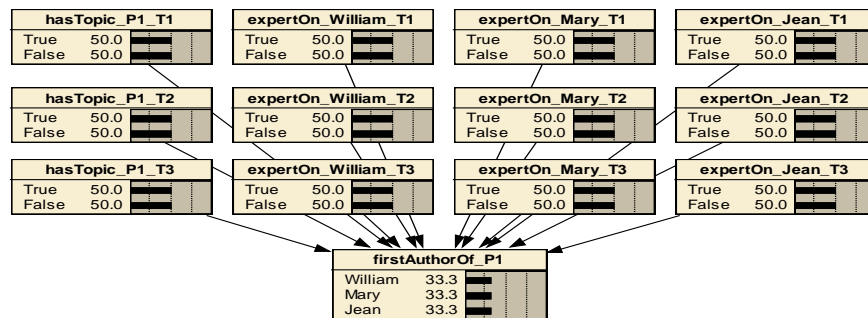 hasTopic_P1_T1
True 50.0
False 50.0
expertOn_William_T1
True 50.0
False 50.0
expertOn_Mary_T1
True 50.0
False 50.0
expertOn_Jean_T1
True 50.0
False 50.0
hasTopic_P1_T2
True 50.0
False 50.0
expertOn_William_T2
True 50.0
False 50.0
expertOn_Mary_T2
True 50.0
False 50.0
expertOn_Jean_T2
True 50.0
False 50.0
hasTopic_P1_T3
True 50.0
False 50.0
expertOn_William_T3
True 50.0
False 50.0
expertOn_Mary_T3
True 50.0
False 50.0
expertOn_Jean_T3
True 50.0
False 50.0
firstAuthorOf_P1
William 33.3
Mary 33.3
Jean 33.3